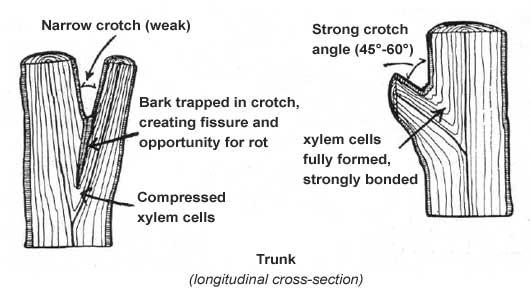 Narrow crotch (weak)
Bark trapped in crotch,
creating fissure and
opportunity for rot
Compressed
xylem cells
Strong crotch
angle (45°-60°)
xylem cells
fully formed,
strongly bonded
Trunk
(longitudinal cross-section)